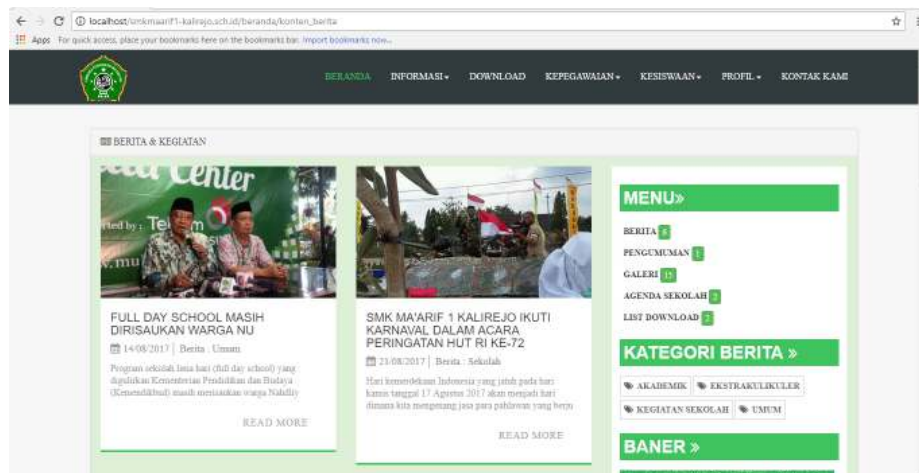 localhost/smkmaarif1-kalirejo.sch.id/beranda/konten_berita
Apps For quick access, place your bookmarks here on the bookmarks bar. Import bookmarks now...
BERANDA INFORMASI DOWNLOAD KEPEGAWAIAN KESISWAAN PROFIL KONTAK KAMI
BERITA & KEGIATAN
Center
ted by :
FULL DAY SCHOOL MASIH
DIRISAUKAN WARGA NU
14/08/2017 | Berita : Umum
Program sekolah lima hari (full day school) yang
digulirkan Kementerian Pendidikan dan Budaya
(Kemendikbud) masih merisaukan warga Nahdliy
READ MORE
SMK MA'ARIF 1 KALIREJO IKUTI
KARNAVAL DALAM ACARA
PERINGATAN HUT RI KE-72
21/08/2017 | Berita : Sekolah
Hari kemerdekaan Indonesia yang jatuh pada hari
kamis tanggal 17 Agustus 2017 akan menjadi hari
dimana kita mengenang jasa para pahlawan yang berju
READ MORE
MENU»
BERITA 8
PENGUMUMAN 1
GALERI 15
AGENDA SEKOLAH 2
LIST DOWNLOAD 2
KATEGORI BERITA »
AKADEMIK EKSTRAKULIKULER
KEGIATAN SEKOLAH UMUM
BANER »